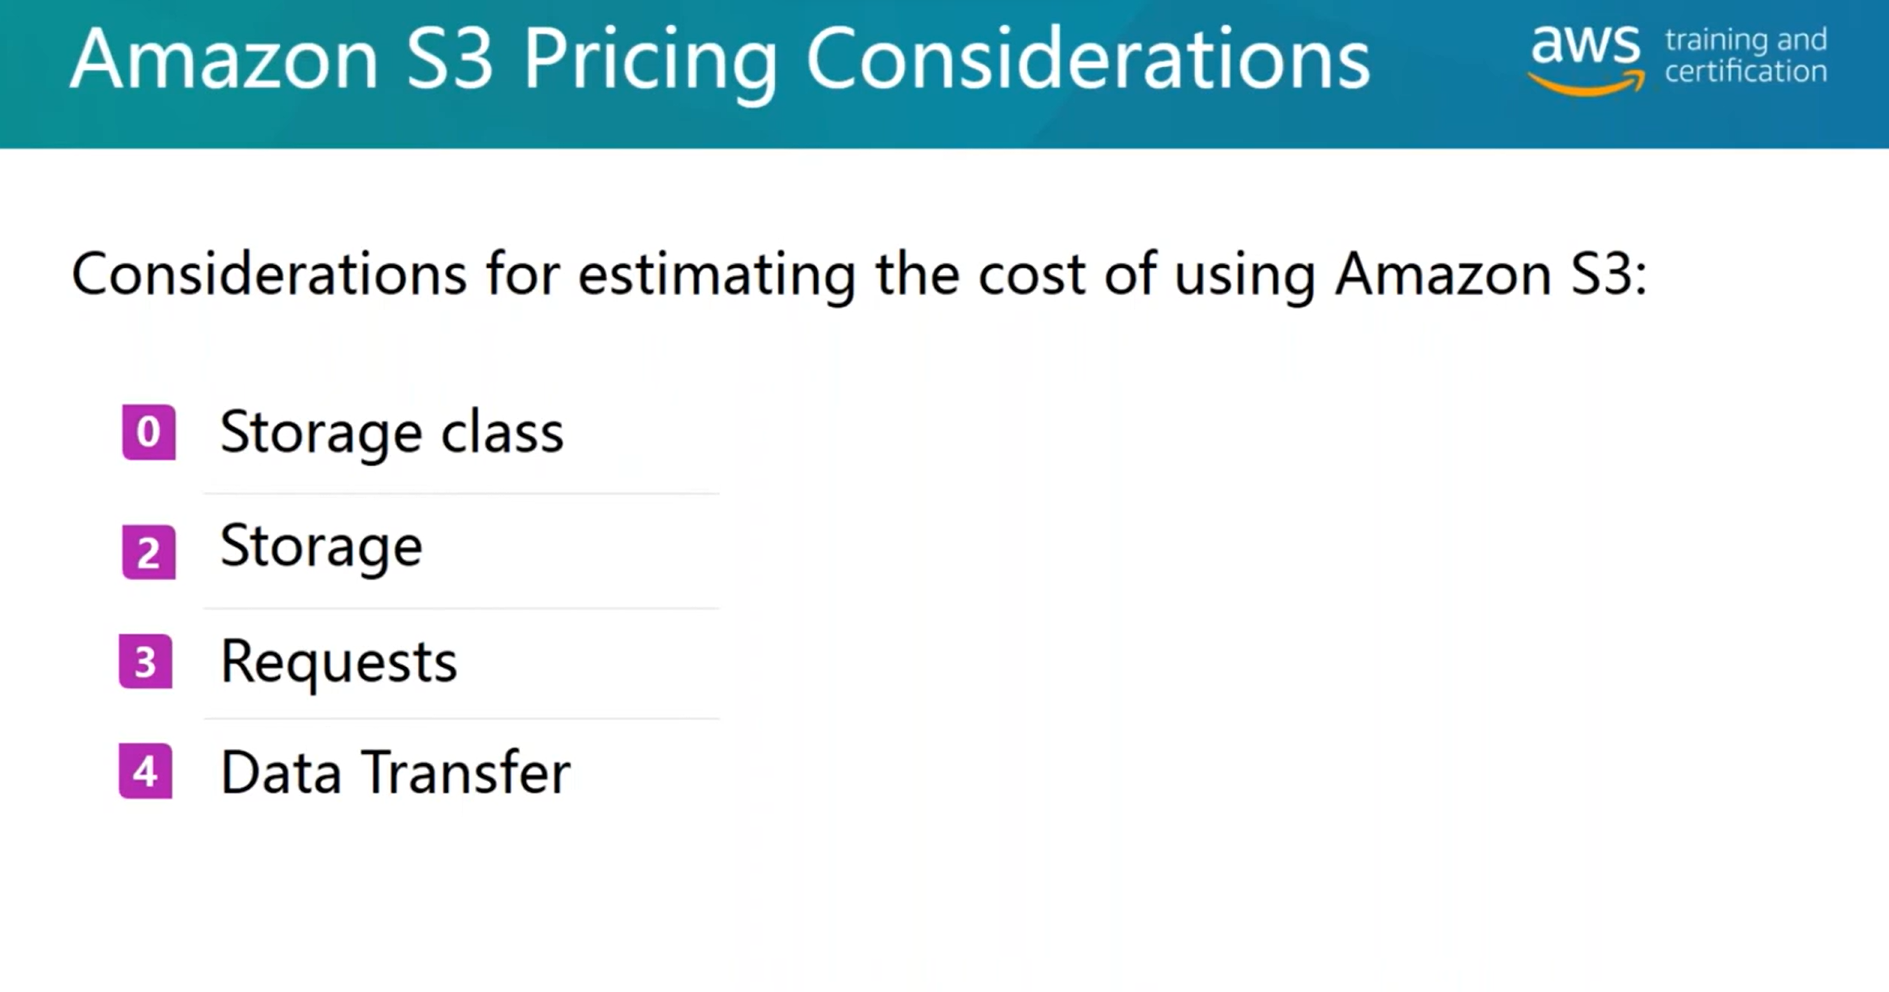 Amazon S3 Pricing Considerations
aws training and
certification
Considerations for estimating the cost of using Amazon S3:
0 Storage class
2 Storage
3 Requests
4 Data Transfer